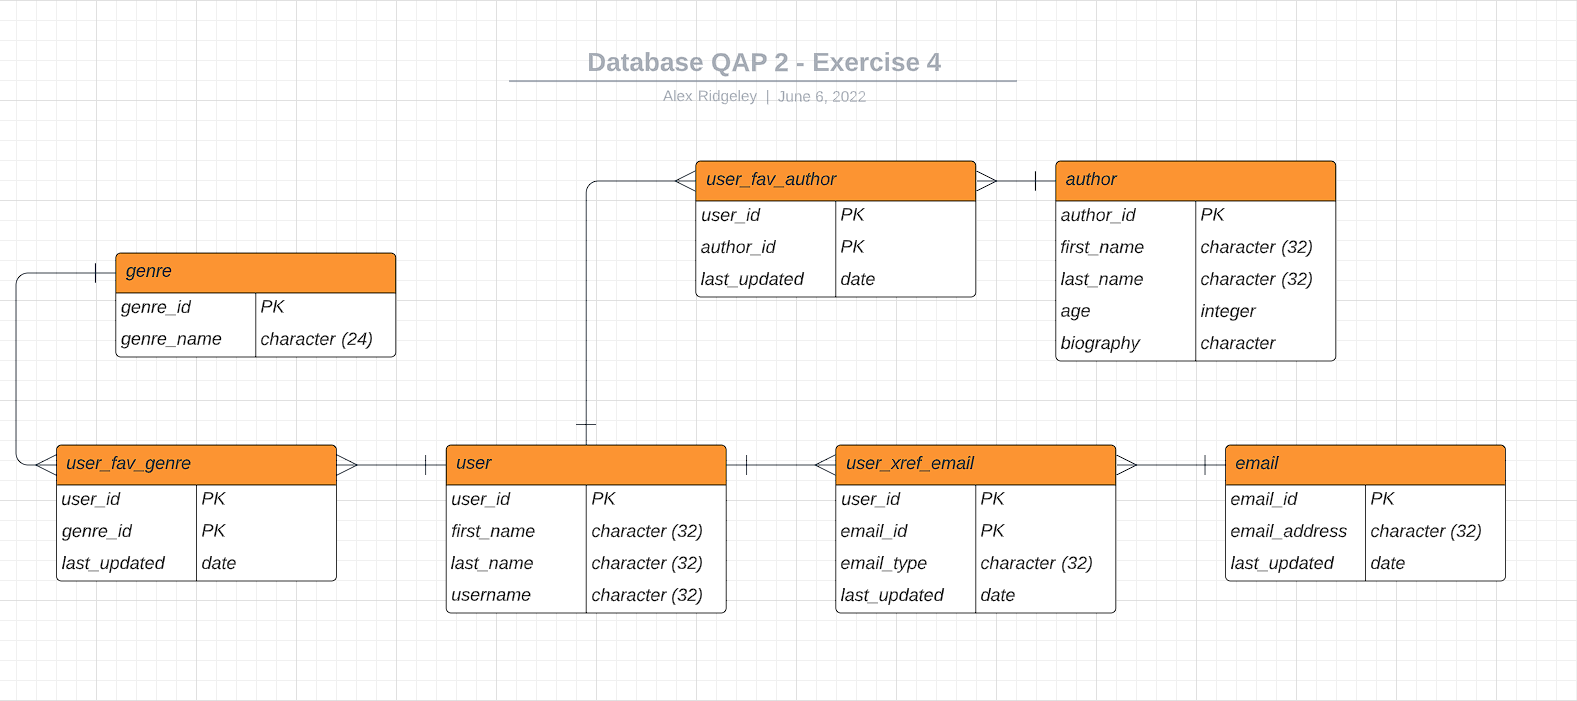 Database QAP 2 - Exercise 4
Alex Ridgeley | June 6, 2022
user_fav_author
user_id PK
author_id PK
last_updated date
author
author_id PK
first_name character (32)
last_name character (32)
age integer
biography character
genre
genre_id PK
genre_name character (24)
user_fav_genre
user_id PK
genre_id PK
last_updated date
user
user_id PK
first_name character (32)
last_name character (32)
username character (32)
user_xref_email
user_id PK
email_id PK
email_type character (32)
last_updated date
email
email_id PK
email_address character (32)
last_updated date